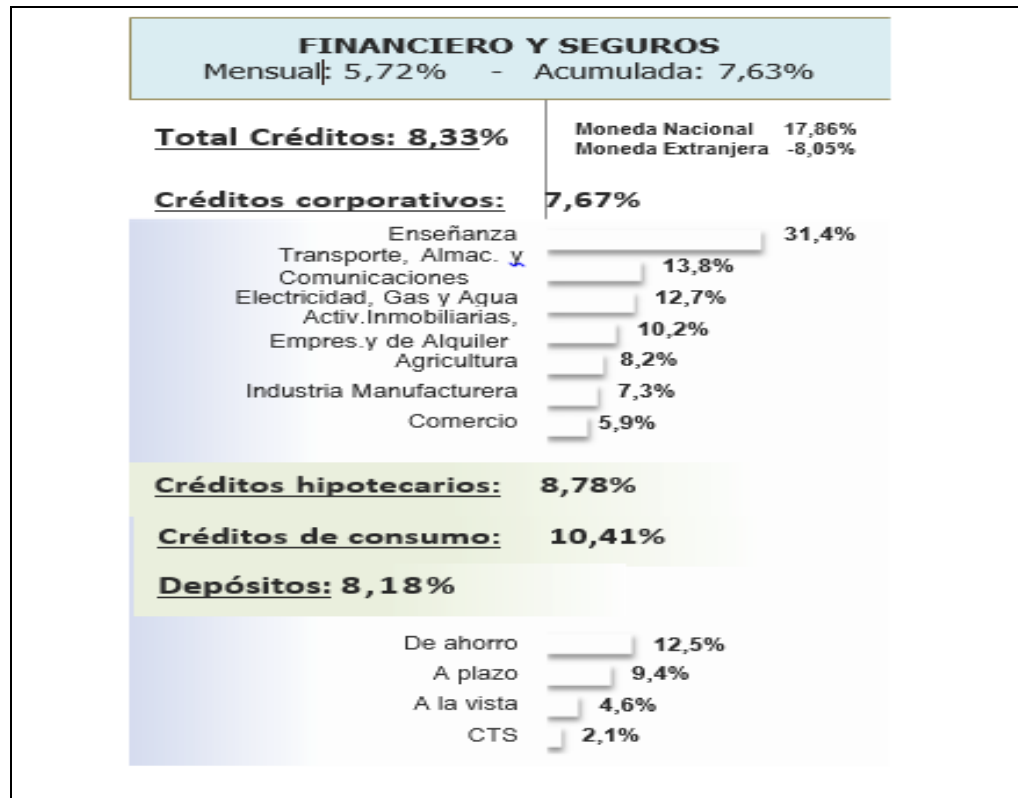 FINANCIERO Y SEGUROS
Mensual: 5,72% - Acumulada: 7,63%
Total Créditos: 8,33%
Moneda Nacional 17,86%
Moneda Extranjera -8,05%
Créditos corporativos: 7,67%
Enseñanza 31,4%
Transporte, Almac. y
Comunicaciones 13,8%
Electricidad, Gas y Agua 12,7%
Activ.Inmobiliarias,
Empres.y de Alquiler 10,2%
Agricultura 8,2%
Industria Manufacturera 7,3%
Comercio 5,9%
Créditos hipotecarios: 8,78%
Créditos de consumo: 10,41%
Depósitos: 8,18%
De ahorro 12,5%
A plazo 9,4%
A la vista 4,6%
CTS 2,1%